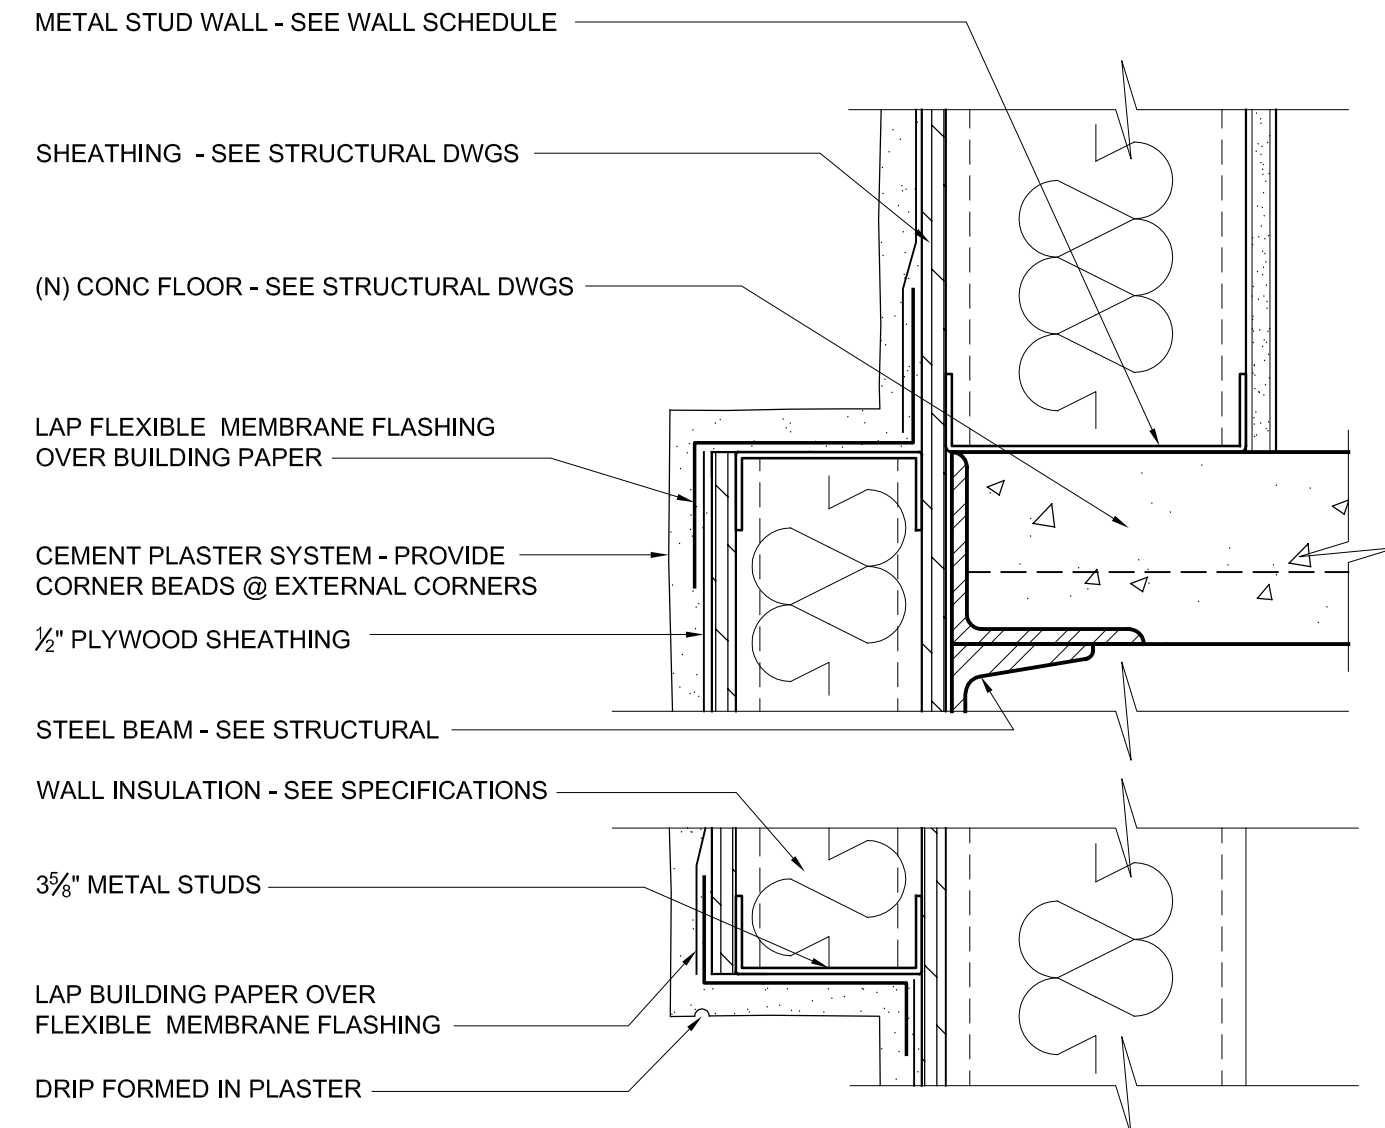 METAL STUD WALL - SEE WALL SCHEDULE
SHEATHING - SEE STRUCTURAL DWGS
(N) CONC FLOOR - SEE STRUCTURAL DWGS
LAP FLEXIBLE MEMBRANE FLASHING
OVER BUILDING PAPER
CEMENT PLASTER SYSTEM - PROVIDE
CORNER BEADS @ EXTERNAL CORNERS
½" PLYWOOD SHEATHING
STEEL BEAM - SEE STRUCTURAL
WALL INSULATION - SEE SPECIFICATIONS
3⅝" METAL STUDS
LAP BUILDING PAPER OVER
FLEXIBLE MEMBRANE FLASHING
DRIP FORMED IN PLASTER